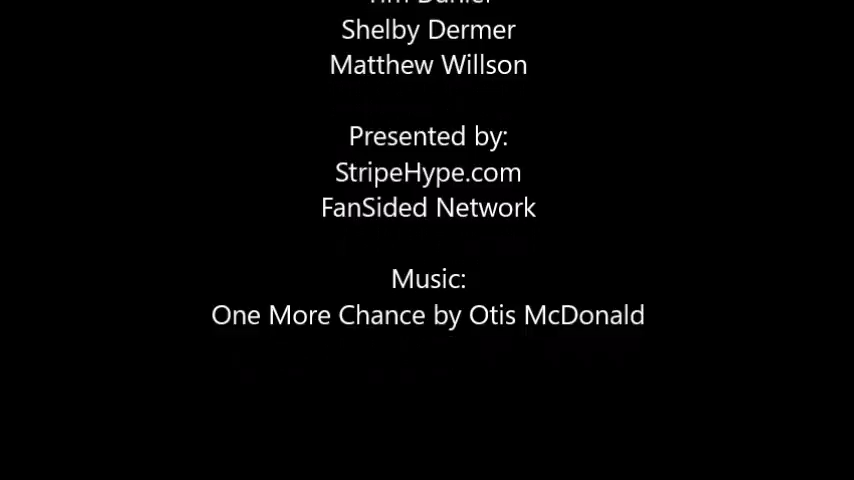 Shelby Dermer
Matthew Willson
Presented by:
StripeHype.com
FanSided Network
Music:
One More Chance by Otis McDonald